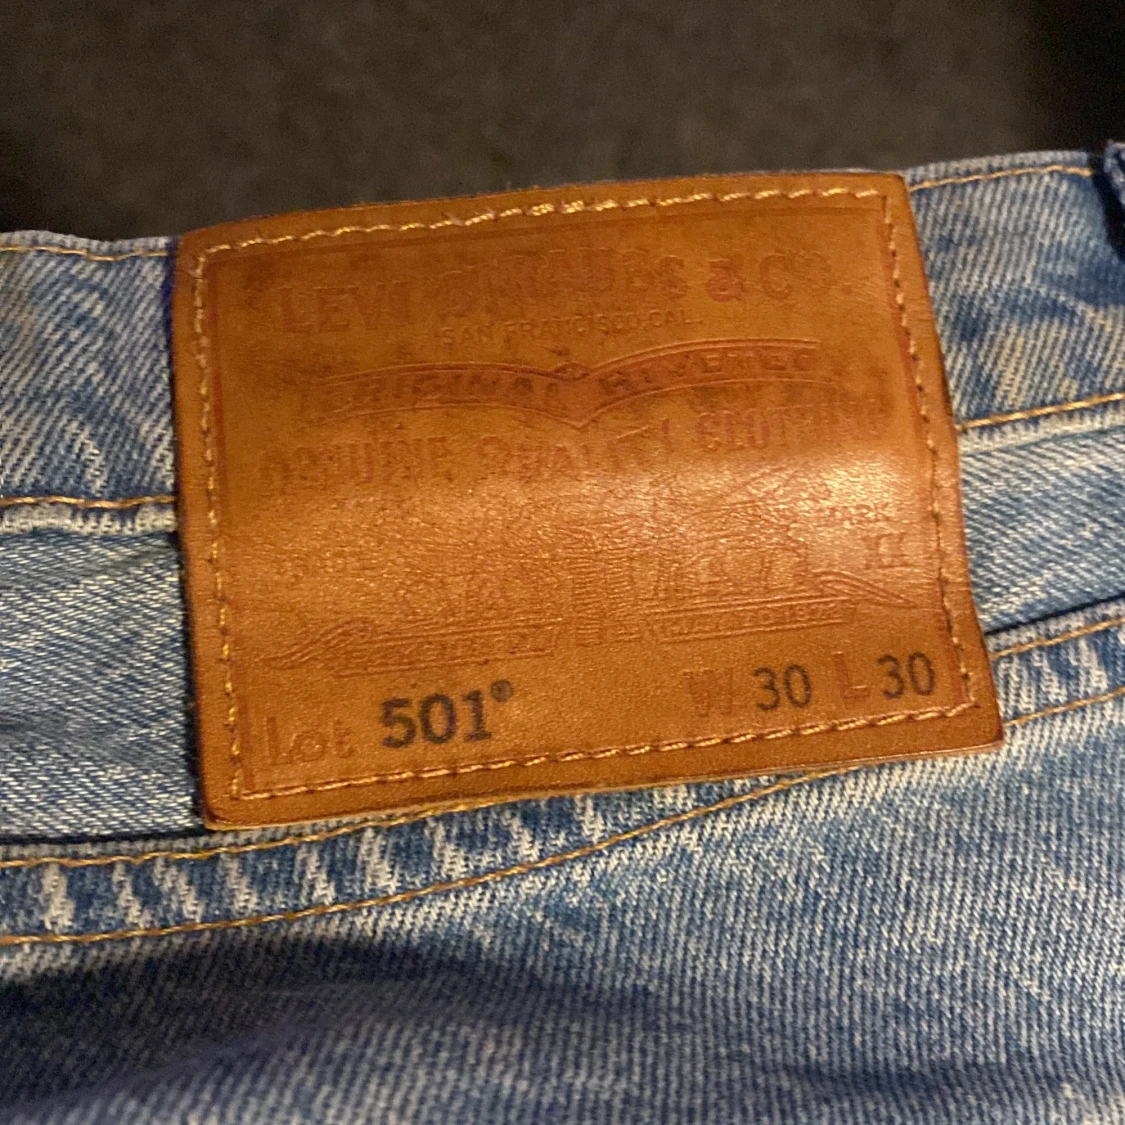 LEVI STRAUSS & CO.
SAN FRANCISCO, CAL.
ORIGINAL RIVETED
GENUINE QUALITY CLOTHING
XX
Lot 501® W 30 L 30